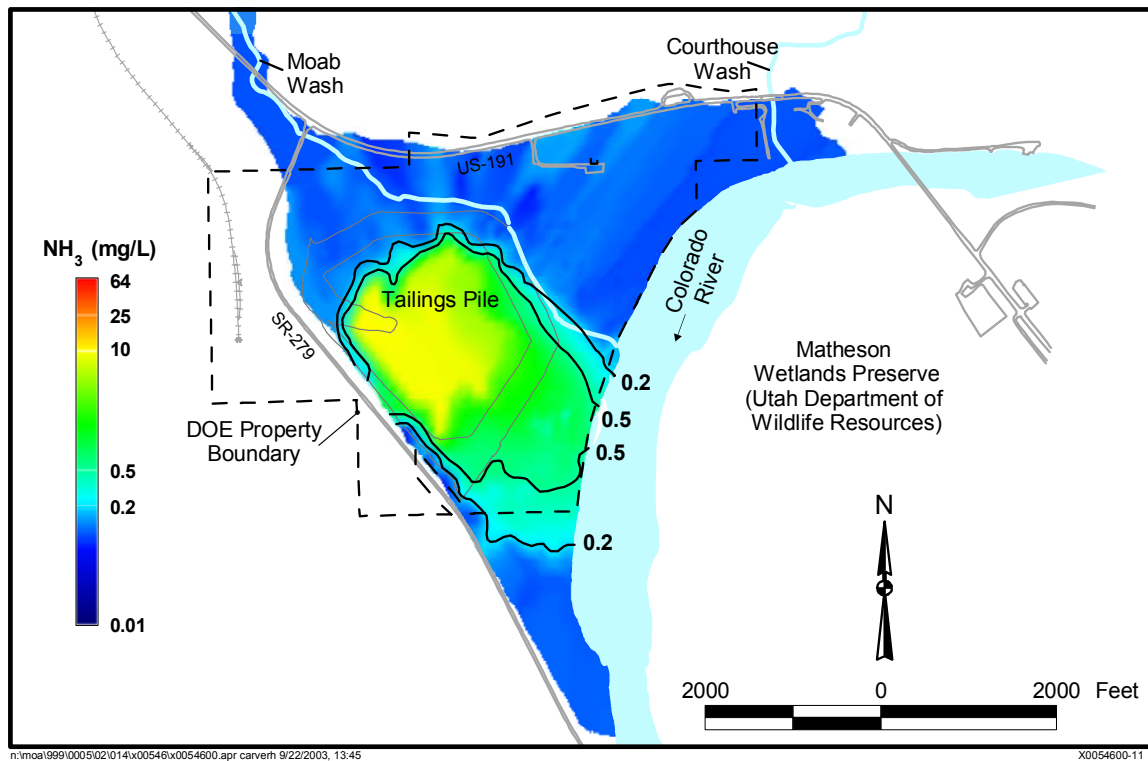 Moab
Wash
Courthouse
Wash
US-191
NH3 (mg/L)
64
25
10
0.5
0.2
0.01
Tailings Pile
SR-279
Colorado
River
DOE Property
Boundary
0.2
0.5
0.5
0.2
Matheson
Wetlands Preserve
(Utah Department of
Wildlife Resources)
N
2000 0 2000 Feet
n:\moa\999\0005\02\014\x00546\x0054600.apr carverh 9/22/2003, 13:45
X0054600-11